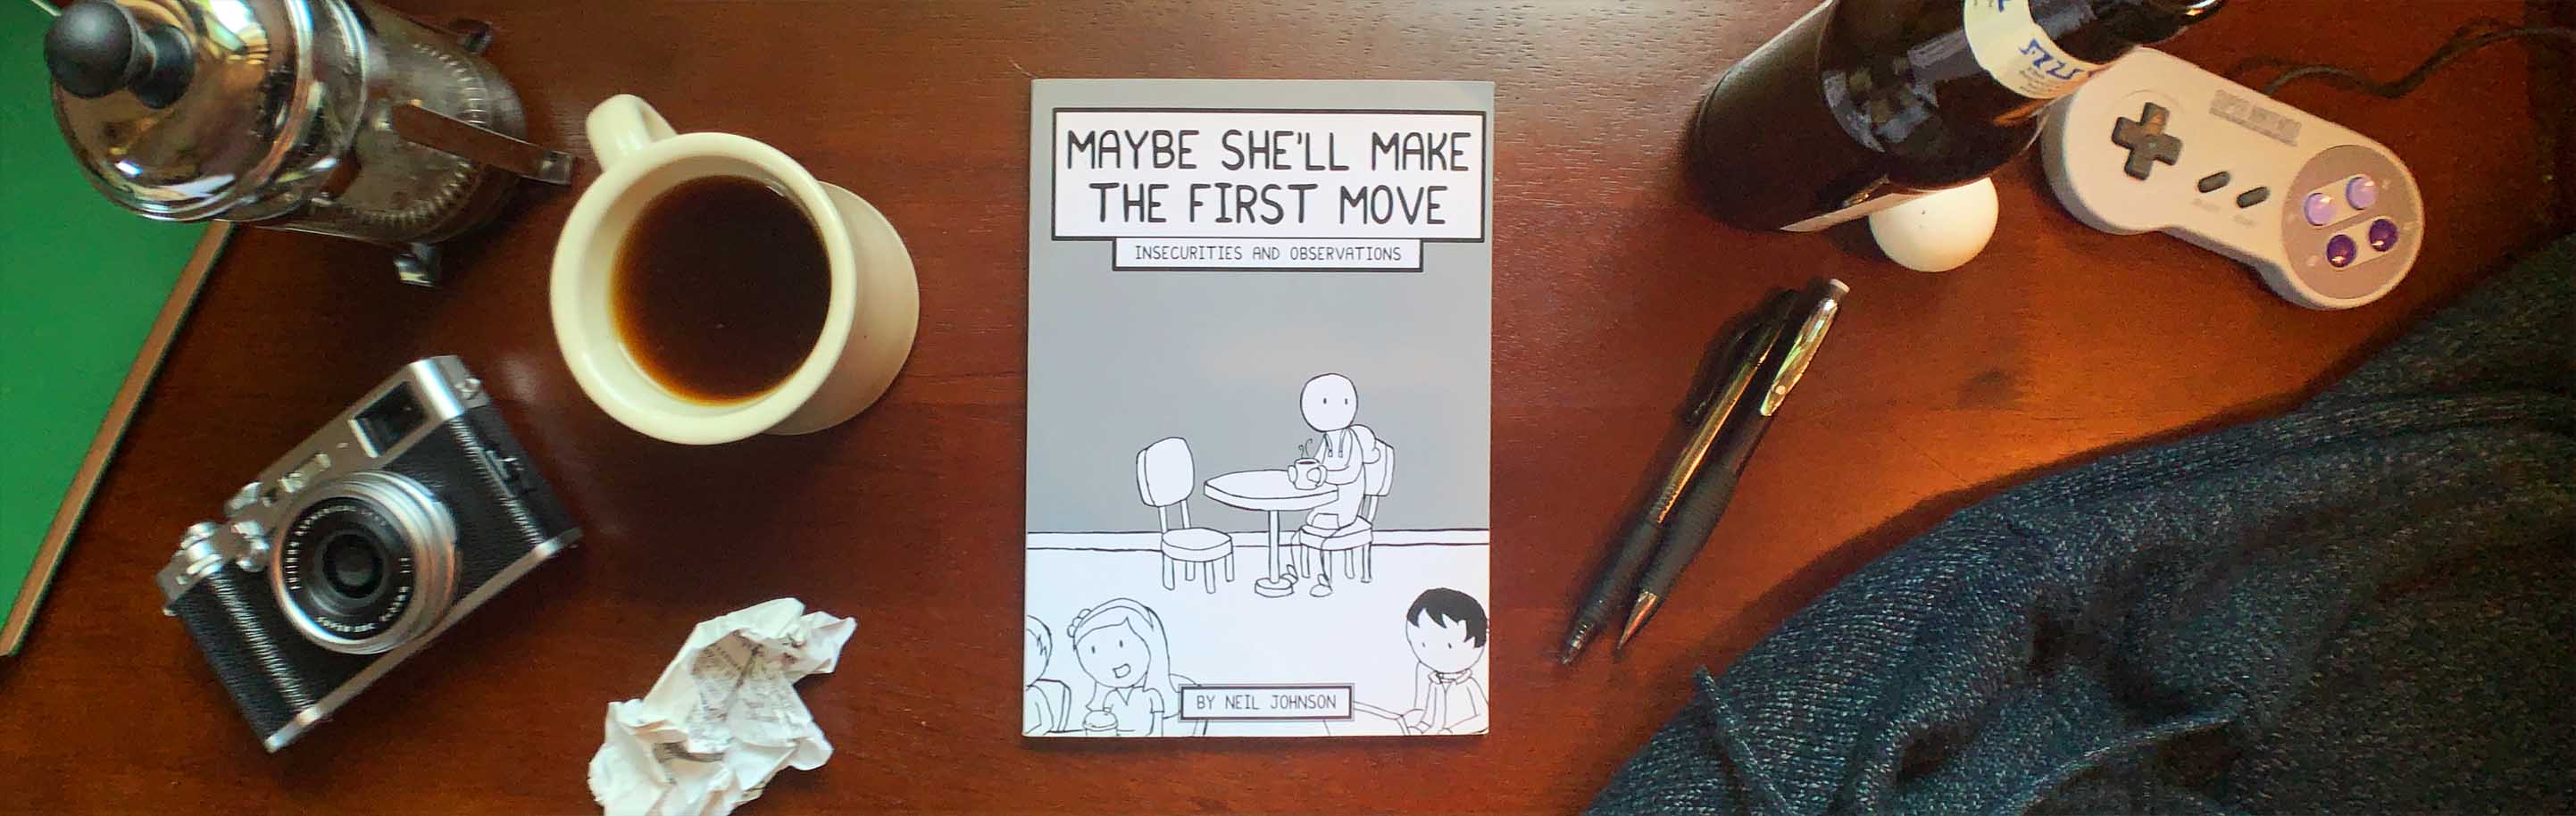 MAYBE SHE'LL MAKE
THE FIRST MOVE
INSECURITIES AND OBSERVATIONS
BY NEIL JOHNSON